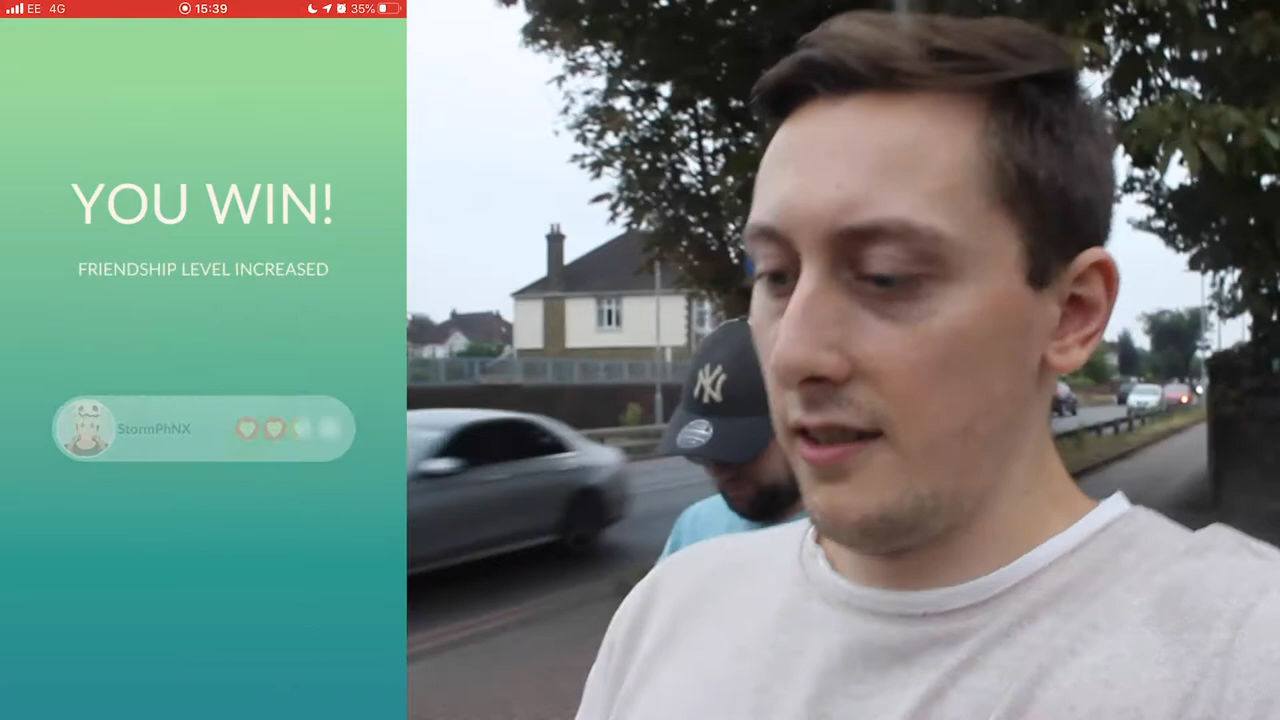 EE 4G 15:39 35%
YOU WIN!
FRIENDSHIP LEVEL INCREASED
StormPhNX
NY